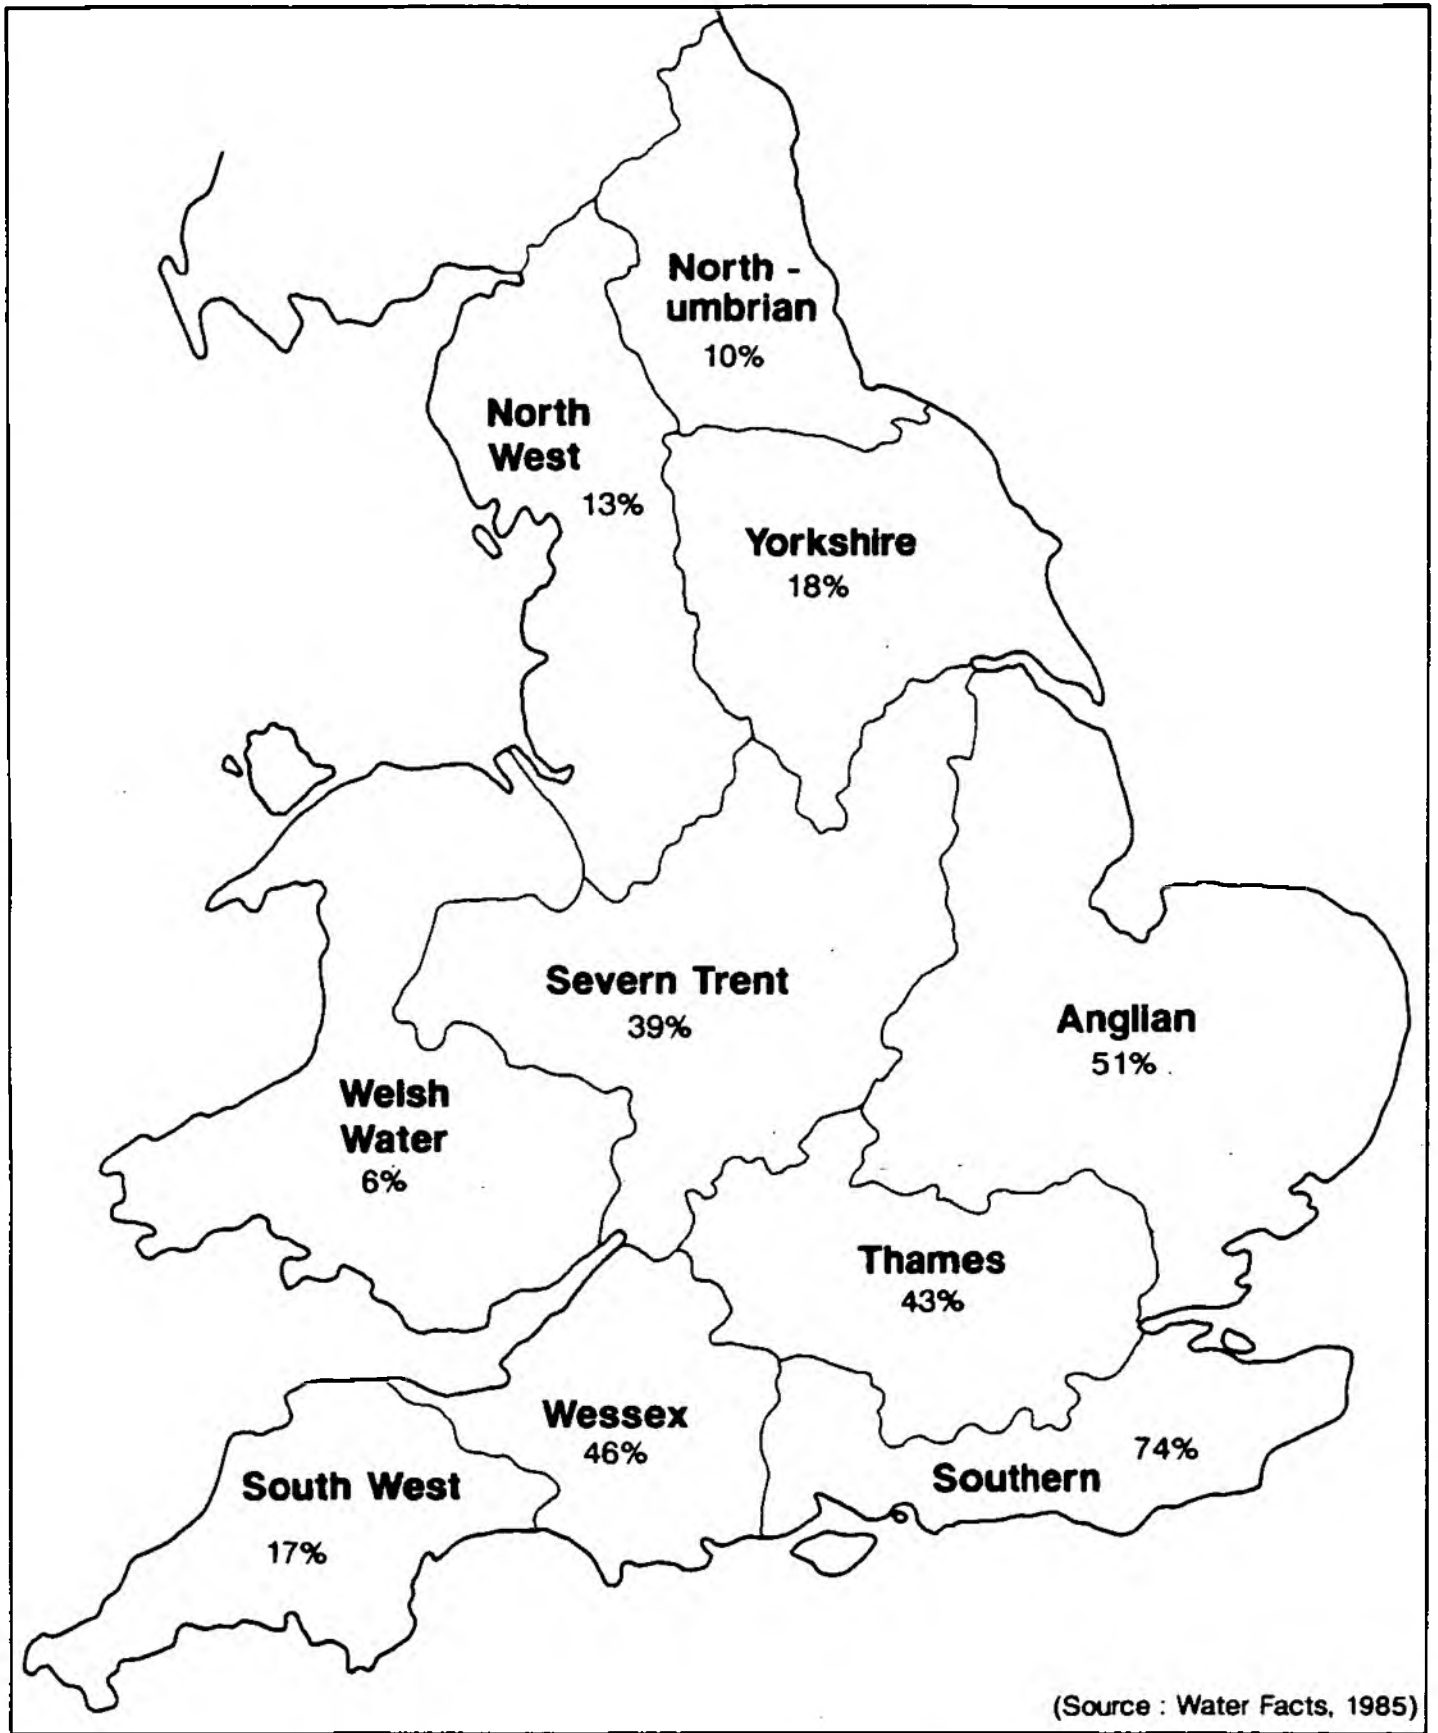 North -
umbrian
10%
North
West
13%
Yorkshire
18%
Severn Trent
39%
Anglian
51%
Welsh
Water
6%
Thames
43%
Wessex
46%
74%
Southern
South West
17%
(Source : Water Facts, 1985)